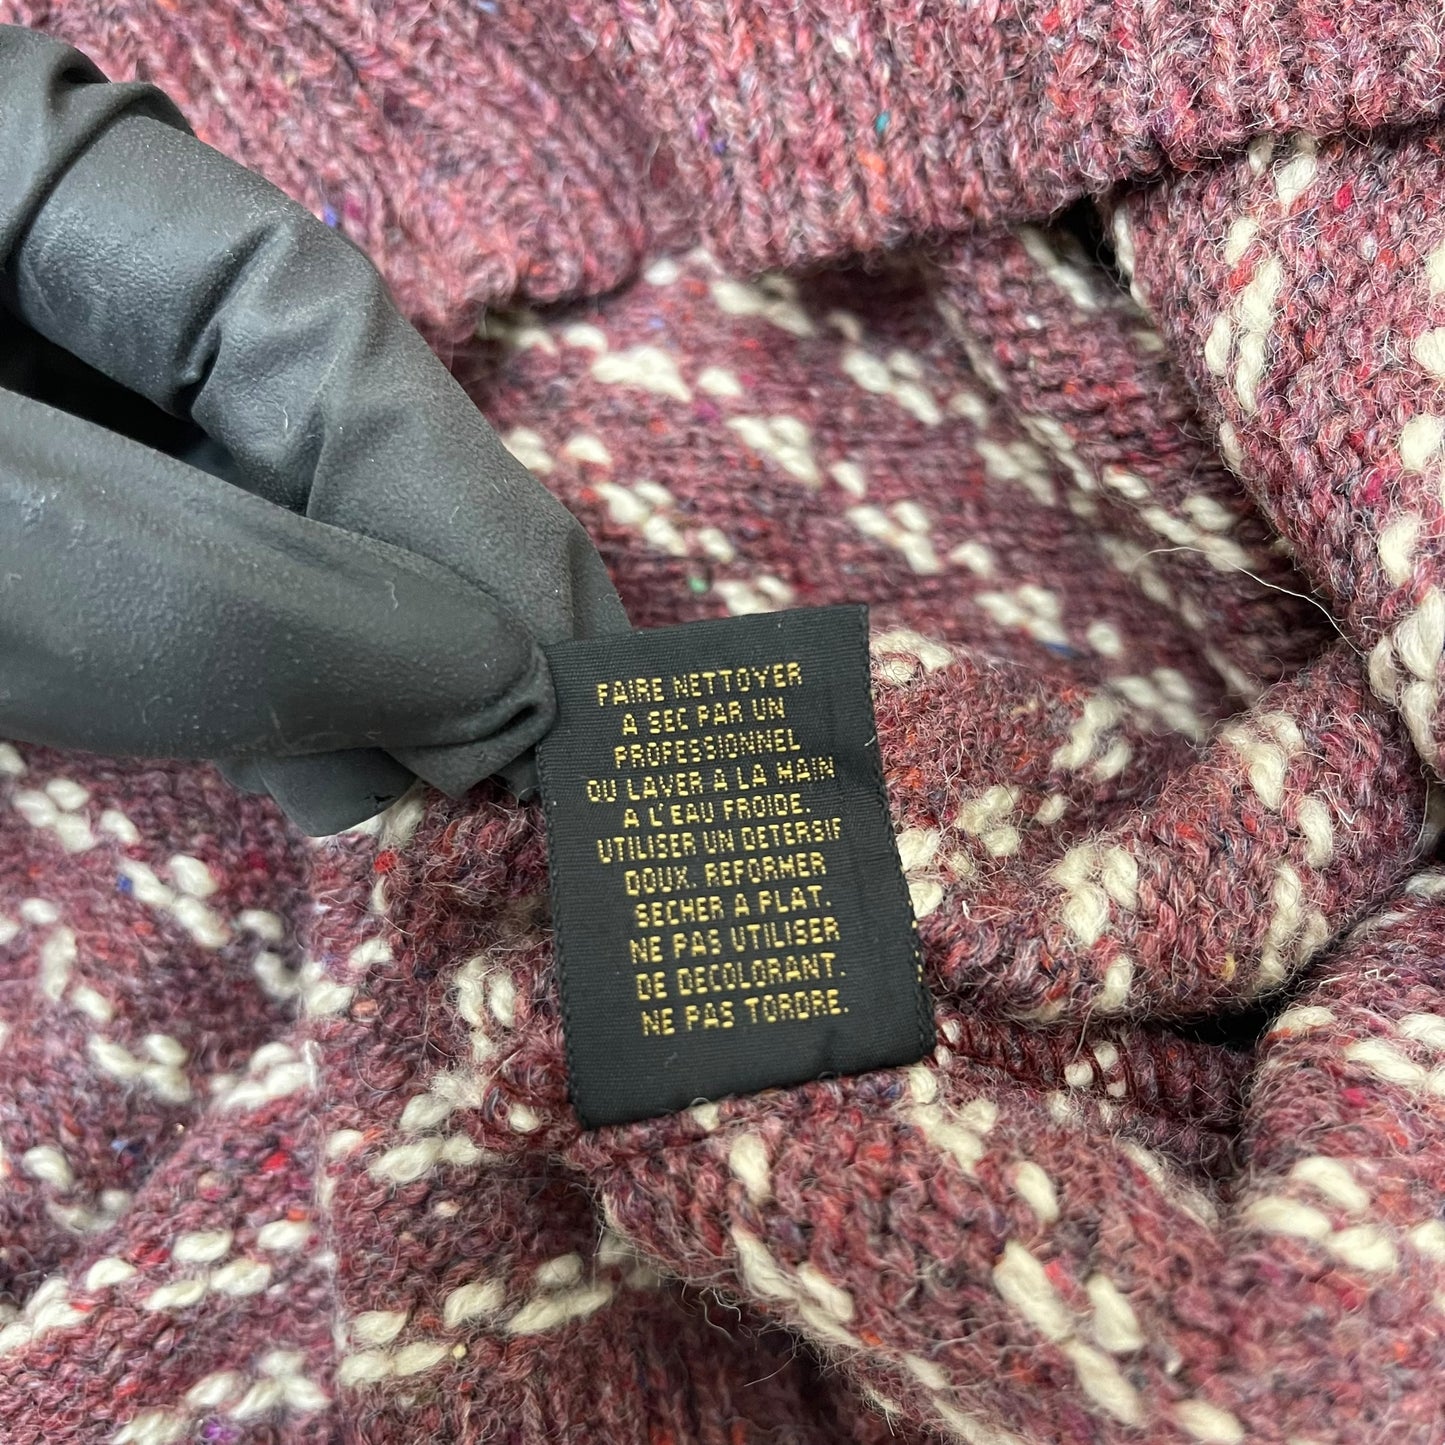 FAIRE NETTOYER
A SEC PAR UN
PROFESSIONNEL
OU LAVER A LA MAIN
A L'EAU FROIDE.
UTILISER UN DETERSIF
DOUX. REFORMER
SECHER A PLAT.
NE PAS UTILISER
DE DECOLORANT.
NE PAS TORDRE.